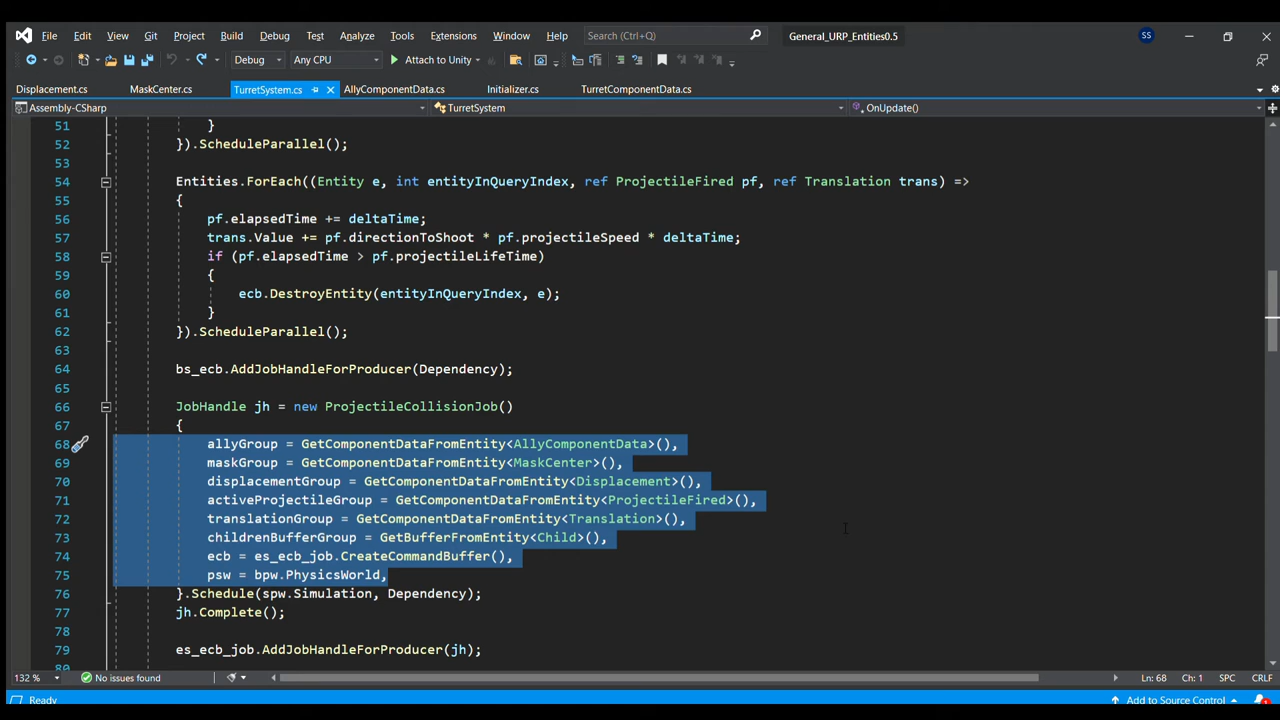 File Edit View Git Project Build Debug Test Analyze Tools Extensions Window Help Search (Ctrl+Q) General_URP_Entities0.5 SS
Debug Any CPU Attach to Unity
Displacement.cs MaskCenter.cs TurretSystem.cs AllyComponentData.cs Initializer.cs TurretComponentData.cs
Assembly-CSharp TurretSystem OnUpdate()
51 }
52 }).ScheduleParallel();
53
54 Entities.ForEach((Entity e, int entityInQueryIndex, ref ProjectileFired pf, ref Translation trans) =>
55 {
56 pf.elapsedTime += deltaTime;
57 trans.Value += pf.directionToShoot * pf.projectileSpeed * deltaTime;
58 if (pf.elapsedTime > pf.projectileLifeTime)
59 {
60 ecb.DestroyEntity(entityInQueryIndex, e);
61 }
62 }).ScheduleParallel();
63
64 bs_ecb.AddJobHandleForProducer(Dependency);
65
66 JobHandle jh = new ProjectileCollisionJob()
67 {
68 allyGroup = GetComponentDataFromEntity<AllyComponentData>(),
69 maskGroup = GetComponentDataFromEntity<MaskCenter>(),
70 displacementGroup = GetComponentDataFromEntity<Displacement>(),
71 activeProjectileGroup = GetComponentDataFromEntity<ProjectileFired>(),
72 translationGroup = GetComponentDataFromEntity<Translation>(),
73 childrenBufferGroup = GetBufferFromEntity<Child>(),
74 ecb = es_ecb_job.CreateCommandBuffer(),
75 psw = bpw.PhysicsWorld,
76 }.Schedule(spw.Simulation, Dependency);
77 jh.Complete();
78
79 es_ecb_job.AddJobHandleForProducer(jh);
80
132 % No issues found Ln: 68 Ch: 1 SPC CRLF
Ready Add to Source Control 1